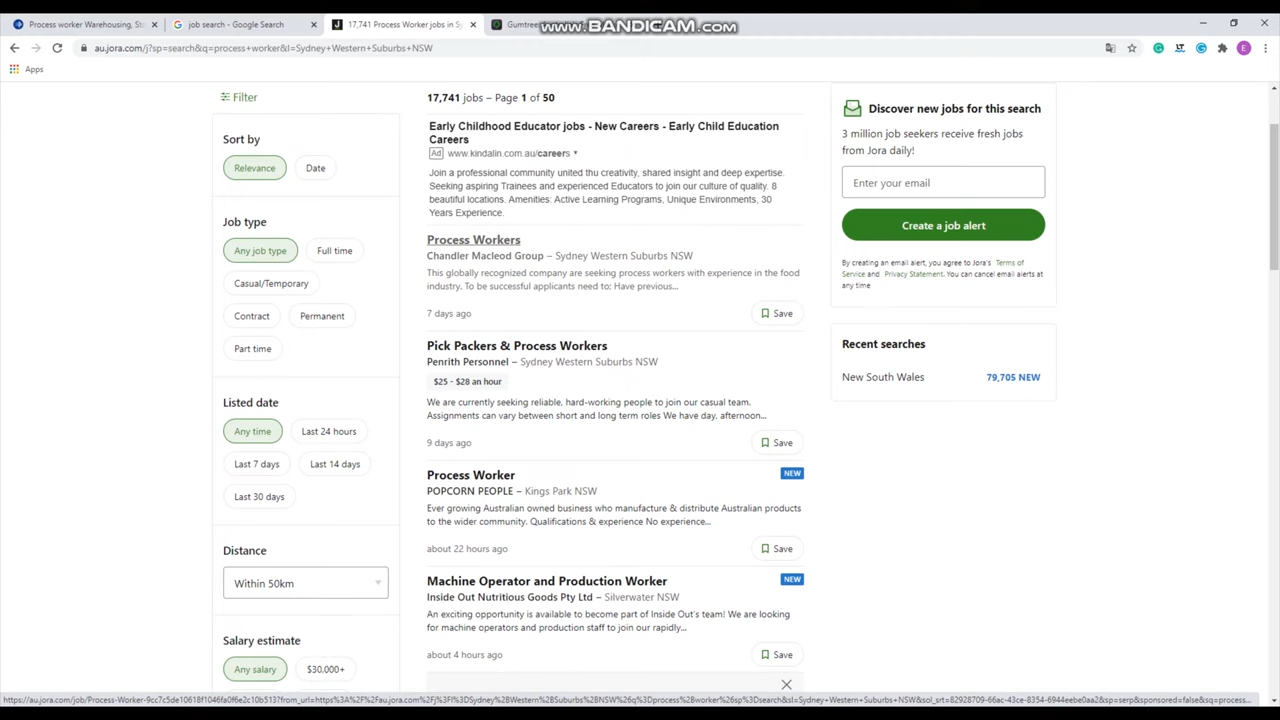 Process worker Warehousing, St
job search - Google Search
17,741 Process Worker jobs in Sy
Gumtree
www.BANDICAM.com
au.jora.com/j?sp=search&q=process+worker&l=Sydney+Western+Suburbs+NSW
E
Apps
Filter
Sort by
Relevance
Date
Job type
Any job type
Full time
Casual/Temporary
Contract
Permanent
Part time
Listed date
Any time
Last 24 hours
Last 7 days
Last 14 days
Last 30 days
Distance
Within 50km
Salary estimate
Any salary
$30,000+
17,741 jobs – Page 1 of 50
Early Childhood Educator jobs - New Careers - Early Child Education
Careers
Ad www.kindalin.com.au/careers
Join a professional community united thu creativity, shared insight and deep expertise.
Seeking aspiring Trainees and experienced Educators to join our culture of quality. 8
beautiful locations. Amenities: Active Learning Programs, Unique Environments, 30
Years Experience.
Process Workers
Chandler Macleod Group – Sydney Western Suburbs NSW
This globally recognized company are seeking process workers with experience in the food
industry. To be successful applicants need to: Have previous...
7 days ago
Save
Pick Packers & Process Workers
Penrith Personnel – Sydney Western Suburbs NSW
$25 - $28 an hour
We are currently seeking reliable, hard-working people to join our casual team.
Assignments can vary between short and long term roles We have day, afternoon...
9 days ago
Save
Process Worker
NEW
POPCORN PEOPLE – Kings Park NSW
Ever growing Australian owned business who manufacture & distribute Australian products
to the wider community. Qualifications & experience No experience...
about 22 hours ago
Save
Machine Operator and Production Worker
NEW
Inside Out Nutritious Goods Pty Ltd – Silverwater NSW
An exciting opportunity is available to become part of Inside Out's team! We are looking
for machine operators and production staff to join our rapidly...
about 4 hours ago
Save
Discover new jobs for this search
3 million job seekers receive fresh jobs
from Jora daily!
Enter your email
Create a job alert
By creating an email alert, you agree to Jora's Terms of
Service and Privacy Statement. You can cancel email alerts at
any time
Recent searches
New South Wales
79,705 NEW